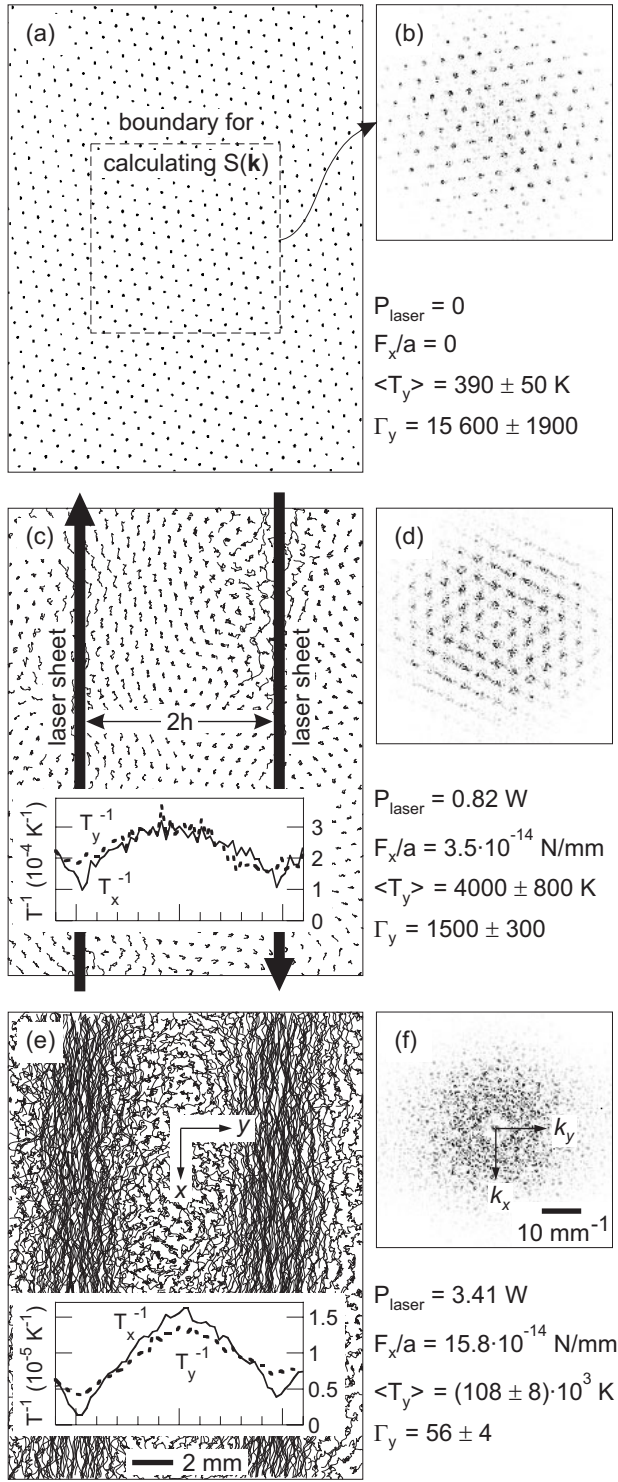 (a)
boundary for
calculating S(k)
(b)
P_laser = 0
F_x/a = 0
<T_y> = 390 ± 50 K
Γ_y = 15 600 ± 1900
(c)
laser sheet
laser sheet
2h
T^-1 (10^-4 K^-1)
T_y^-1
T_x^-1
3
2
1
0
(d)
P_laser = 0.82 W
F_x/a = 3.5·10^-14 N/mm
<T_y> = 4000 ± 800 K
Γ_y = 1500 ± 300
(e)
y
x
T^-1 (10^-5 K^-1)
T_x^-1
T_y^-1
1.5
1
0.5
0
2 mm
(f)
k_y
k_x
10 mm^-1
P_laser = 3.41 W
F_x/a = 15.8·10^-14 N/mm
<T_y> = (108 ± 8)·10^3 K
Γ_y = 56 ± 4